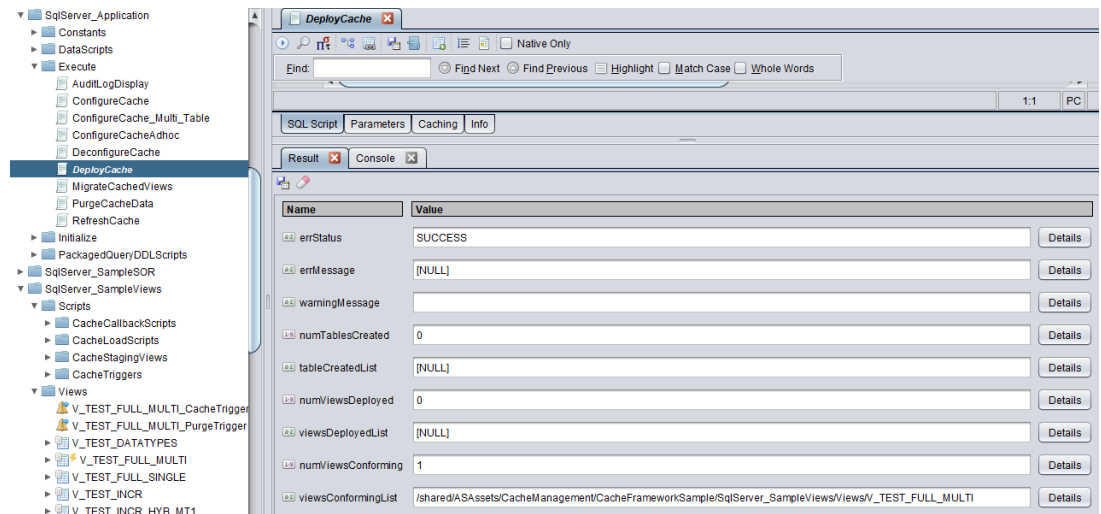 SqlServer_Application
Constants
DataScripts
Execute
AuditLogDisplay
ConfigureCache
ConfigureCache_Multi_Table
ConfigureCacheAdhoc
DeconfigureCache
DeployCache
MigrateCachedViews
PurgeCacheData
RefreshCache
Initialize
PackagedQueryDDLScripts
SqlServer_SampleSOR
SqlServer_SampleViews
Scripts
CacheCallbackScripts
CacheLoadScripts
CacheStagingViews
CacheTriggers
Views
V_TEST_FULL_MULTI_CacheTrigger
V_TEST_FULL_MULTI_PurgeTrigger
V_TEST_DATATYPES
V_TEST_FULL_MULTI
V_TEST_FULL_SINGLE
V_TEST_INCR
V_TEST_INCR_HYB_MT1
DeployCache
Native Only
Find: Find Next Find Previous Highlight Match Case Whole Words
1:1 PC
SQL Script Parameters Caching Info
Result Console
Name Value
errStatus SUCCESS Details
errMessage [NULL] Details
warningMessage Details
numTablesCreated 0 Details
tableCreatedList [NULL] Details
numViewsDeployed 0 Details
viewsDeployedList [NULL] Details
numViewsConforming 1 Details
viewsConformingList /shared/ASAssets/CacheManagement/CacheFrameworkSample/SqlServer_SampleViews/Views/V_TEST_FULL_MULTI Details